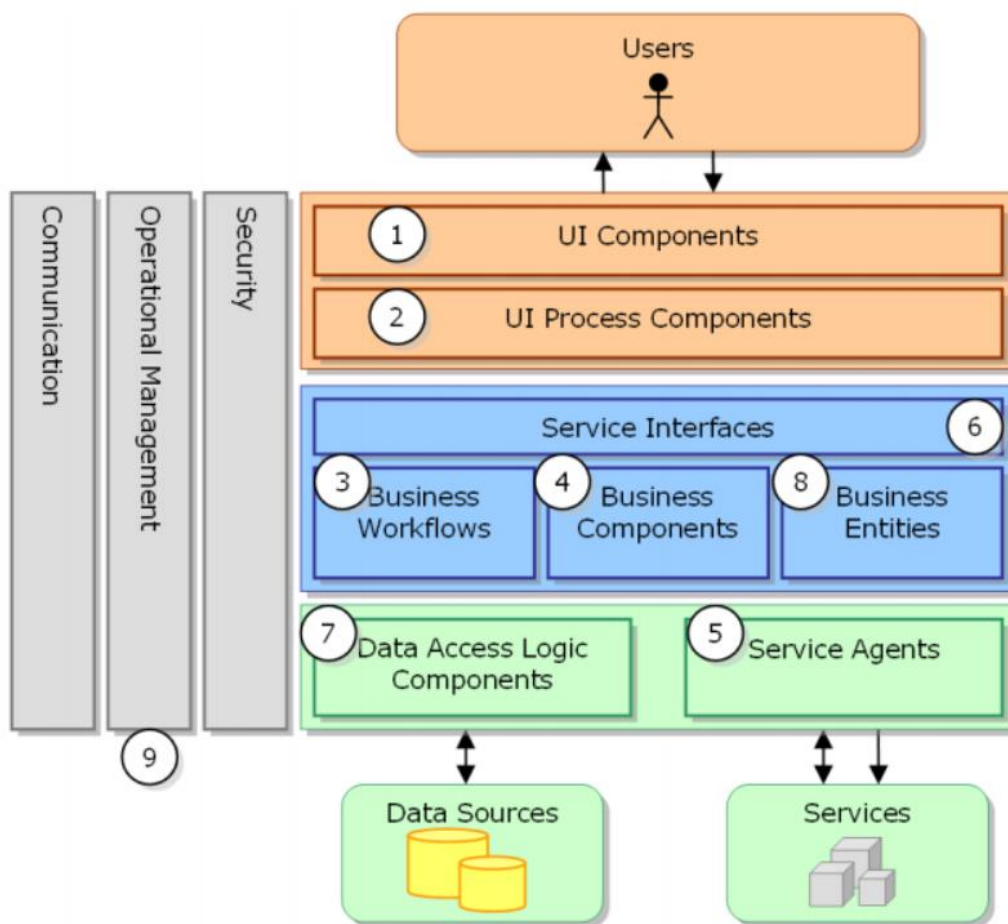 Users
Communication
Operational Management
Security
1
UI Components
2
UI Process Components
Service Interfaces
6
3
Business
Workflows
4
Business
Components
8
Business
Entities
7
Data Access Logic
Components
5
Service Agents
9
Data Sources
Services